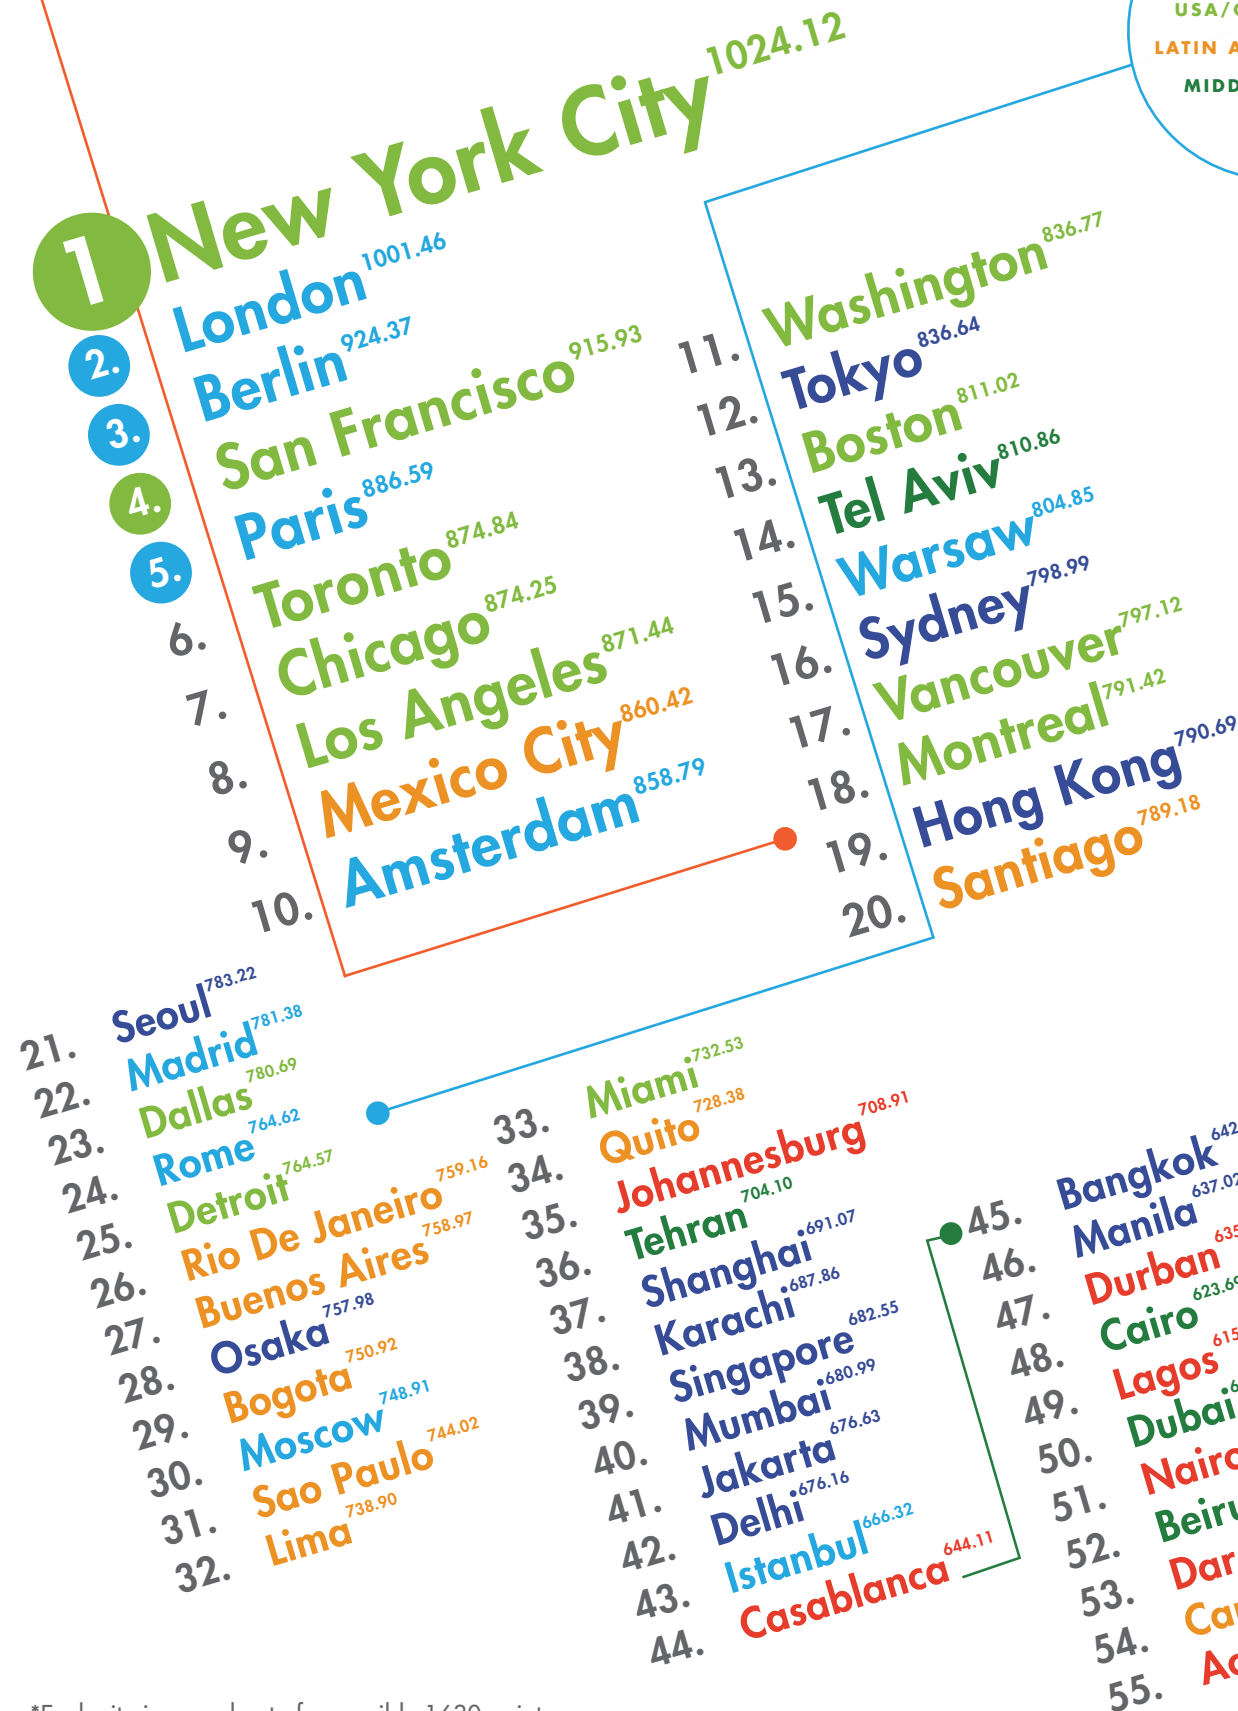 USA/
LATIN
1 New York City 1024.12
2. London 1001.46
3. Berlin 924.37
4. San Francisco 915.93
5. Paris 886.59
6. Toronto 874.84
7. Chicago 874.25
8. Los Angeles 871.44
9. Mexico City 860.42
10. Amsterdam 858.79
11. Washington 836.77
12. Tokyo 836.64
13. Boston 811.02
14. Tel Aviv 810.86
15. Warsaw 804.85
16. Sydney 798.99
17. Vancouver 797.12
18. Montreal 791.42
19. Hong Kong 790.69
20. Santiago 789.18
21. Seoul 783.22
22. Madrid 781.38
23. Dallas 780.69
24. Rome 764.62
25. Detroit 764.57
26. Rio De Janeiro 759.16
27. Buenos Aires 758.97
28. Osaka 757.98
29. Bogota 750.92
30. Moscow 748.91
31. Sao Paulo 744.02
32. Lima 738.90
33. Miami 732.53
34. Quito 728.38
35. Johannesburg 708.91
36. Tehran 704.10
37. Shanghai 691.07
38. Karachi 687.86
39. Singapore 682.55
40. Mumbai 680.99
41. Jakarta 676.63
42. Delhi 676.16
43. Istanbul 666.32
44. Casablanca 644.11
45. Bangkok 642
46. Manila 637.02
47. Durban 635
48. Cairo 623.69
49. Lagos 615
50. Dubai
51.
52.
53. Dar
54.
55.